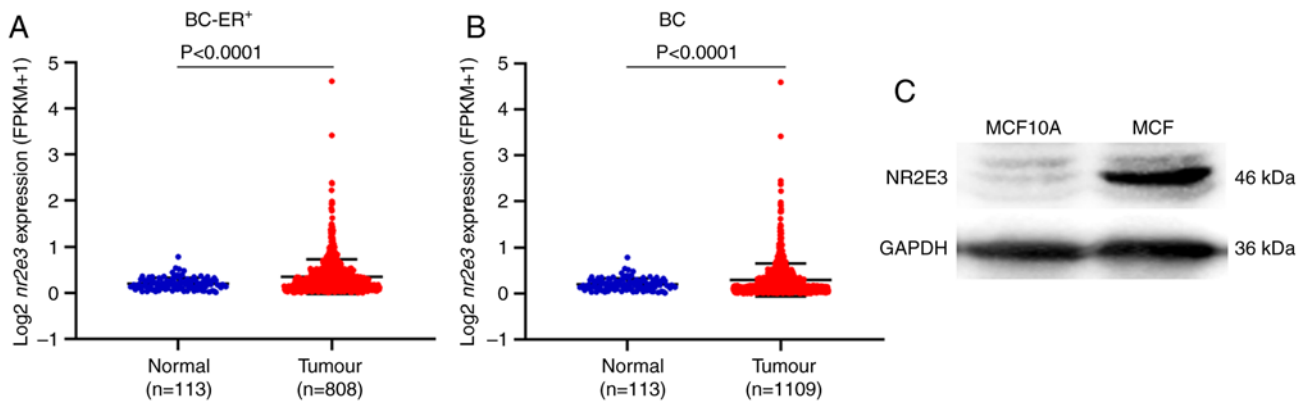 A
BC-ER+
P<0.0001
Log2 nr2e3 expression (FPKM+1)
5
4
3
2
1
0
−1
Normal
(n=113)
Tumour
(n=808)
B
BC
P<0.0001
Log2 nr2e3 expression (FPKM+1)
5
4
3
2
1
0
−1
Normal
(n=113)
Tumour
(n=1109)
C
MCF10A MCF
NR2E3 46 kDa
GAPDH 36 kDa